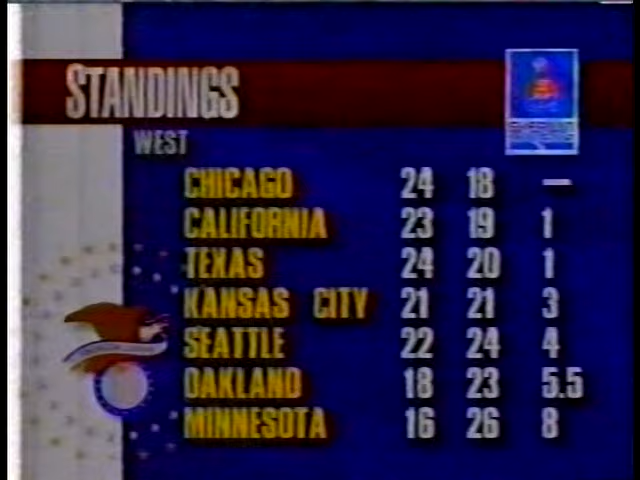 STANDINGS
WEST
CHICAGO 24 18 —
CALIFORNIA 23 19 1
TEXAS 24 20 1
KANSAS CITY 21 21 3
SEATTLE 22 24 4
OAKLAND 18 23 5.5
MINNESOTA 16 26 8